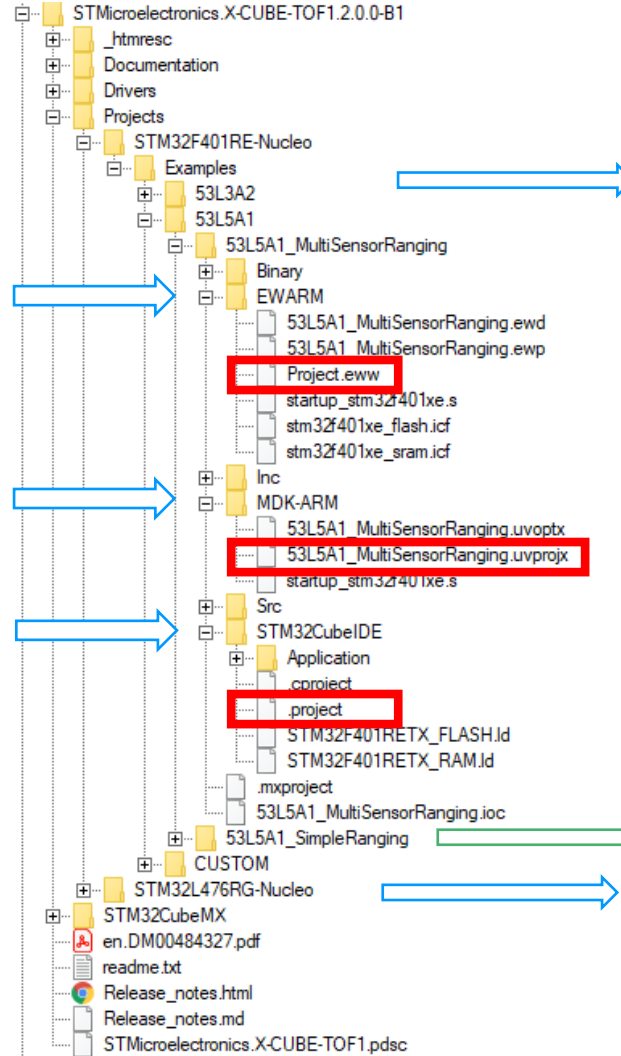 STMicroelectronics.X-CUBE-TOF1.2.0.0-B1
_htmresc
Documentation
Drivers
Projects
STM32F401RE-Nucleo
Examples
53L3A2
53L5A1
53L5A1_MultiSensorRanging
Binary
EWARM
53L5A1_MultiSensorRanging.ewd
53L5A1_MultiSensorRanging.ewp
Project.eww
startup_stm32f401xe.s
stm32f401xe_flash.icf
stm32f401xe_sram.icf
Inc
MDK-ARM
53L5A1_MultiSensorRanging.uvoptx
53L5A1_MultiSensorRanging.uvprojx
startup_stm32f401xe.s
Src
STM32CubeIDE
Application
.cproject
.project
STM32F401RETX_FLASH.ld
STM32F401RETX_RAM.ld
.mxproject
53L5A1_MultiSensorRanging.ioc
53L5A1_SimpleRanging
CUSTOM
STM32L476RG-Nucleo
STM32CubeMX
en.DM00484327.pdf
readme.txt
Release_notes.html
Release_notes.md
STMicroelectronics.X-CUBE-TOF1.pdsc